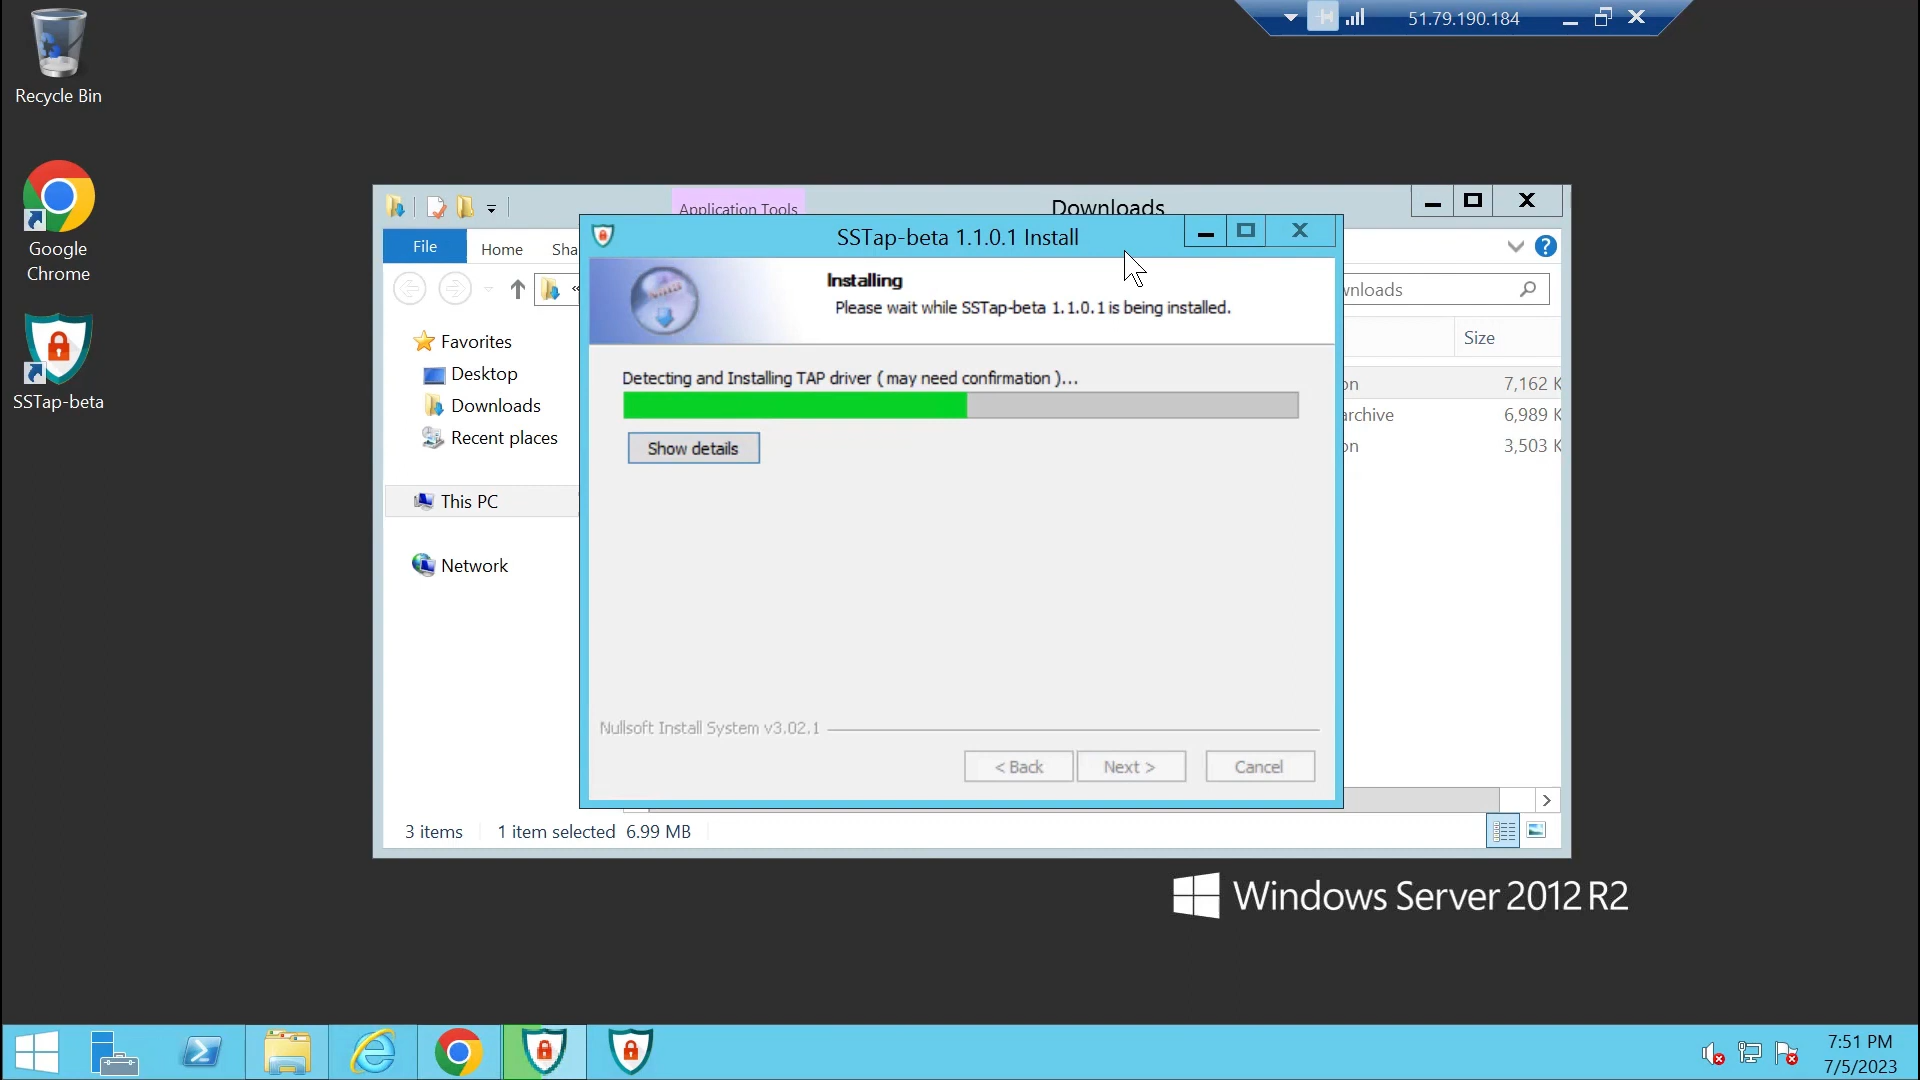 51.79.190.184
Recycle Bin
Google
Chrome
SSTap-beta
Application Tools
Downloads
File
Home
Sha
SSTap-beta 1.1.0.1 Install
Installing
Please wait while SSTap-beta 1.1.0.1 is being installed.
«
wnloads
Favorites
Desktop
Downloads
Recent places
This PC
Network
Size
Detecting and Installing TAP driver ( may need confirmation )...
on
7,162 K
archive
6,989 K
on
3,503 K
Show details
Nullsoft Install System v3.02.1
< Back
Next >
Cancel
3 items
1 item selected 6.99 MB
Windows Server 2012 R2
7:51 PM
7/5/2023